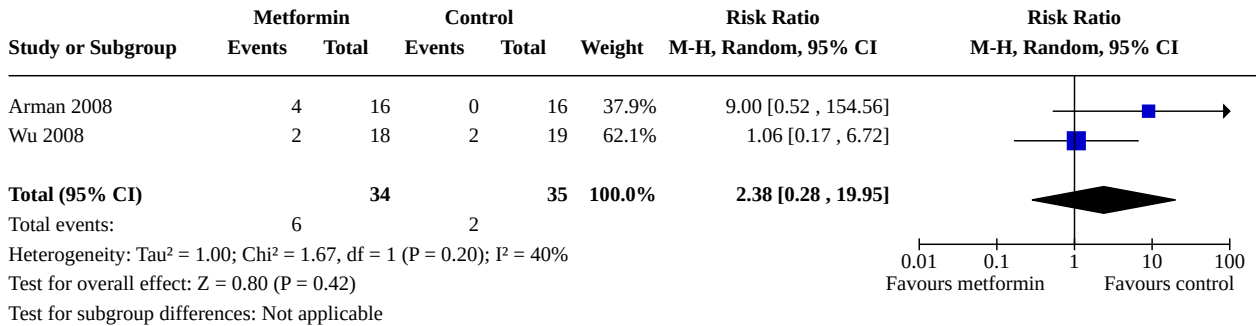 Metformin Control Risk Ratio Risk Ratio
Study or Subgroup Events Total Events Total Weight M-H, Random, 95% CI M-H, Random, 95% CI
Arman 2008 4 16 0 16 37.9% 9.00 [0.52 , 154.56]
Wu 2008 2 18 2 19 62.1% 1.06 [0.17 , 6.72]
Total (95% CI) 34 35 100.0% 2.38 [0.28 , 19.95]
Total events: 6 2
Heterogeneity: Tau² = 1.00; Chi² = 1.67, df = 1 (P = 0.20); I² = 40%
0.01 0.1 1 10 100
Test for overall effect: Z = 0.80 (P = 0.42) Favours metformin Favours control
Test for subgroup differences: Not applicable